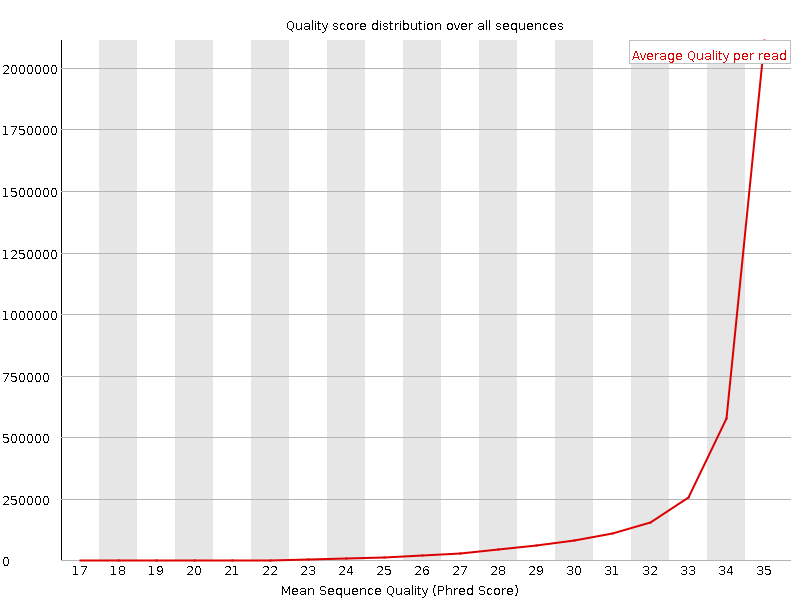 Quality score distribution over all sequences
Average Quality per read
2000000
1750000
1500000
1250000
1000000
750000
500000
250000
0
17 18 19 20 21 22 23 24 25 26 27 28 29 30 31 32 33 34 35
Mean Sequence Quality (Phred Score)